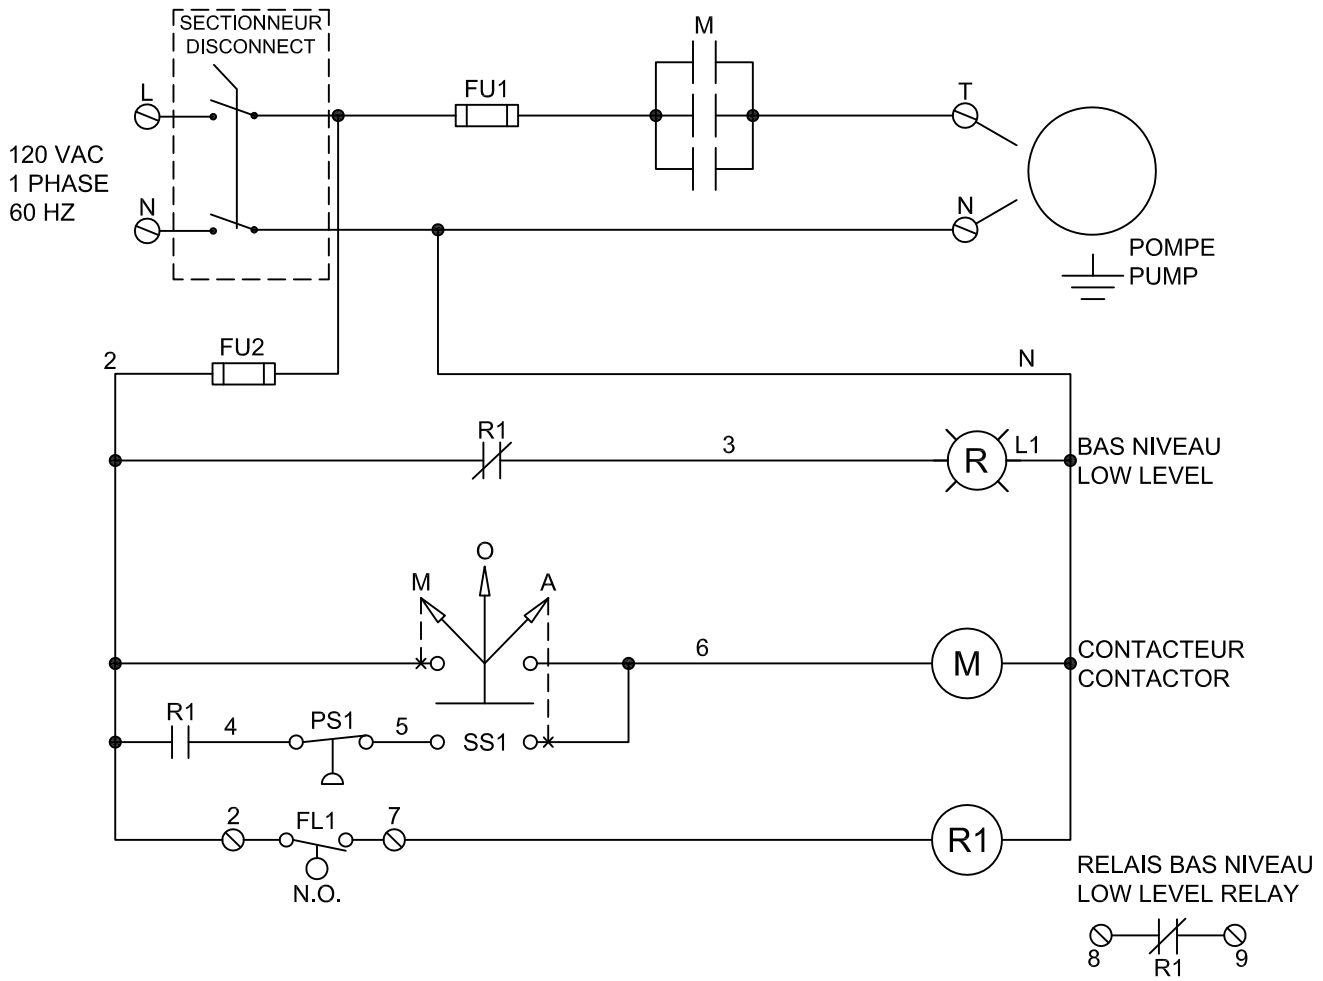 SECTIONNEUR
DISCONNECT
M
L
FU1
T
120 VAC
1 PHASE
60 HZ
N
N
POMPE
PUMP
2
FU2
N
R1
3
R
L1
BAS NIVEAU
LOW LEVEL
O
M
A
6
M
CONTACTEUR
CONTACTOR
R1
4
PS1
5
SS1
2
FL1
7
R1
N.O.
RELAIS BAS NIVEAU
LOW LEVEL RELAY
8
R1
9